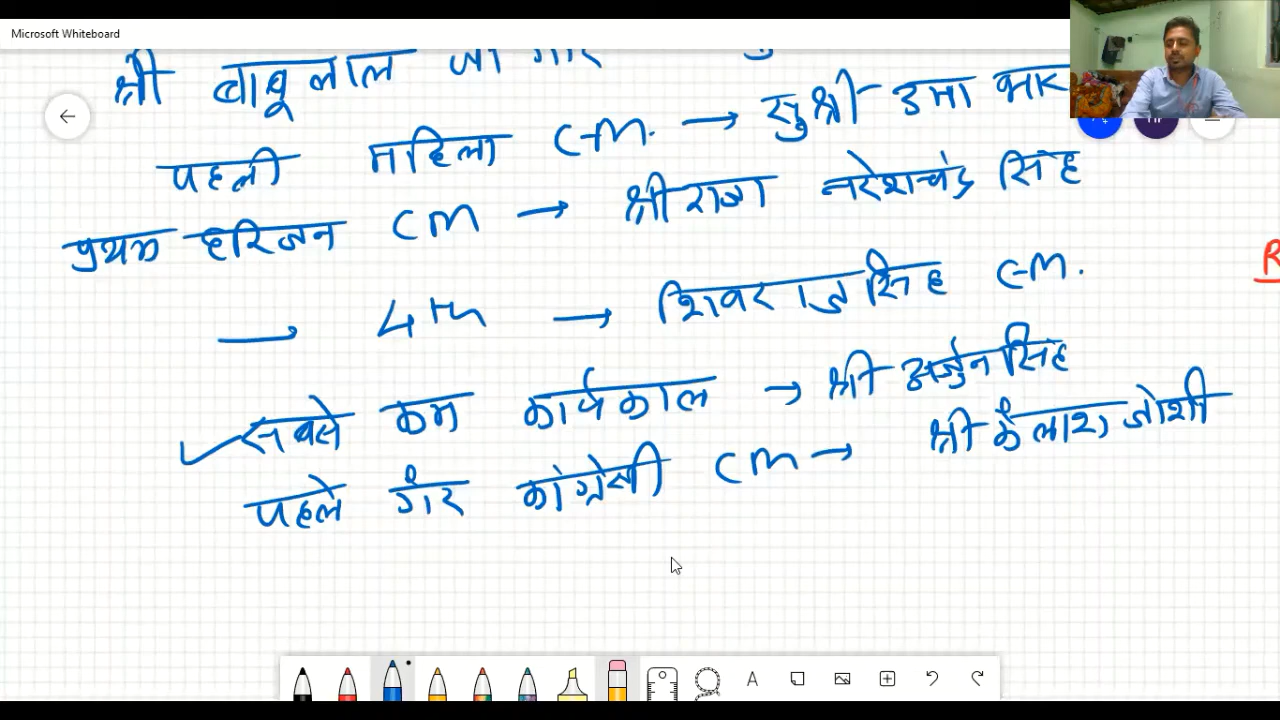 Microsoft Whiteboard
श्री बाबूलाल जी गौर
पहली महिला CM. → सुश्री उमा भार
प्रथम हरिजन CM → श्री राजा नरेशचंद्र सिंह
→ 4th → शिवराज सिंह CM.
सबसे कम कार्यकाल → श्री अर्जुन सिंह
पहले गैर कांग्रेसी CM → श्री कैलाश जोशी
R